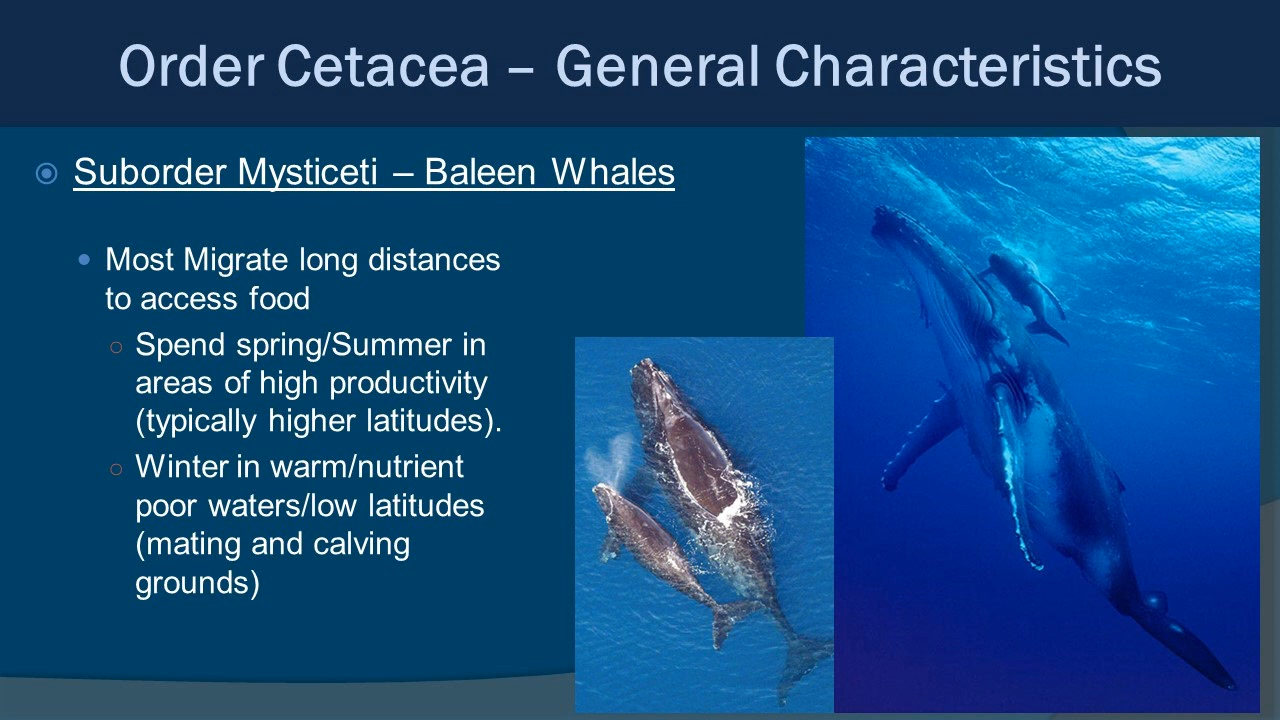 Order Cetacea – General Characteristics
Suborder Mysticeti – Baleen Whales
Most Migrate long distances
to access food
Spend spring/Summer in
areas of high productivity
(typically higher latitudes).
Winter in warm/nutrient
poor waters/low latitudes
(mating and calving
grounds)